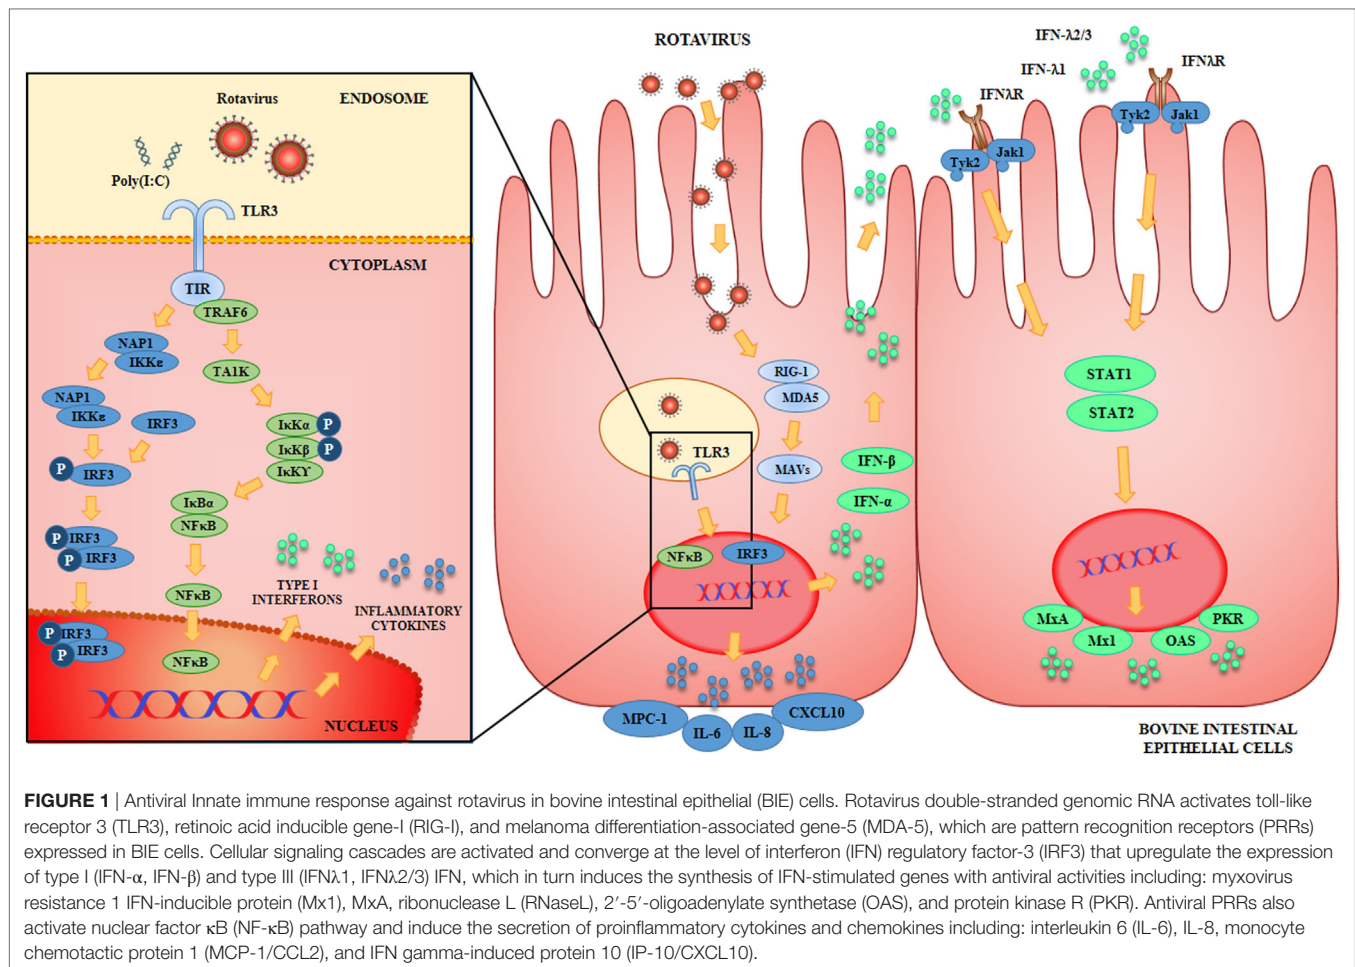 ROTAVIRUS
IFN-λ2/3
IFN-λ1
IFNλR
IFNλR
Tyk2
Jak1
Tyk2
Jak1
Rotavirus
ENDOSOME
Poly(I:C)
TLR3
CYTOPLASM
TIR
TRAF6
NAP1
IKKε
TA1K
NAP1
IKKε
IRF3
IκKα
P
IκKβ
P
IκKY
P
IRF3
IκBα
NFκB
P
IRF3
P
IRF3
NFκB
TYPE I
INTERFERONS
INFLAMMATORY
CYTOKINES
P
IRF3
P
IRF3
NFκB
NUCLEUS
RIG-1
MDA5
TLR3
MAVs
IFN-β
IFN-α
NFκB
IRF3
MPC-1
IL-6
IL-8
CXCL10
STAT1
STAT2
MxA
Mx1
OAS
PKR
BOVINE INTESTINAL
EPITHELIAL CELLS
FIGURE 1 | Antiviral Innate immune response against rotavirus in bovine intestinal epithelial (BIE) cells. Rotavirus double-stranded genomic RNA activates toll-like
receptor 3 (TLR3), retinoic acid inducible gene-I (RIG-I), and melanoma differentiation-associated gene-5 (MDA-5), which are pattern recognition receptors (PRRs)
expressed in BIE cells. Cellular signaling cascades are activated and converge at the level of interferon (IFN) regulatory factor-3 (IRF3) that upregulate the expression
of type I (IFN-α, IFN-β) and type III (IFNλ1, IFNλ2/3) IFN, which in turn induces the synthesis of IFN-stimulated genes with antiviral activities including: myxovirus
resistance 1 IFN-inducible protein (Mx1), MxA, ribonuclease L (RNaseL), 2′-5′-oligoadenylate synthetase (OAS), and protein kinase R (PKR). Antiviral PRRs also
activate nuclear factor κB (NF-κB) pathway and induce the secretion of proinflammatory cytokines and chemokines including: interleukin 6 (IL-6), IL-8, monocyte
chemotactic protein 1 (MCP-1/CCL2), and IFN gamma-induced protein 10 (IP-10/CXCL10).